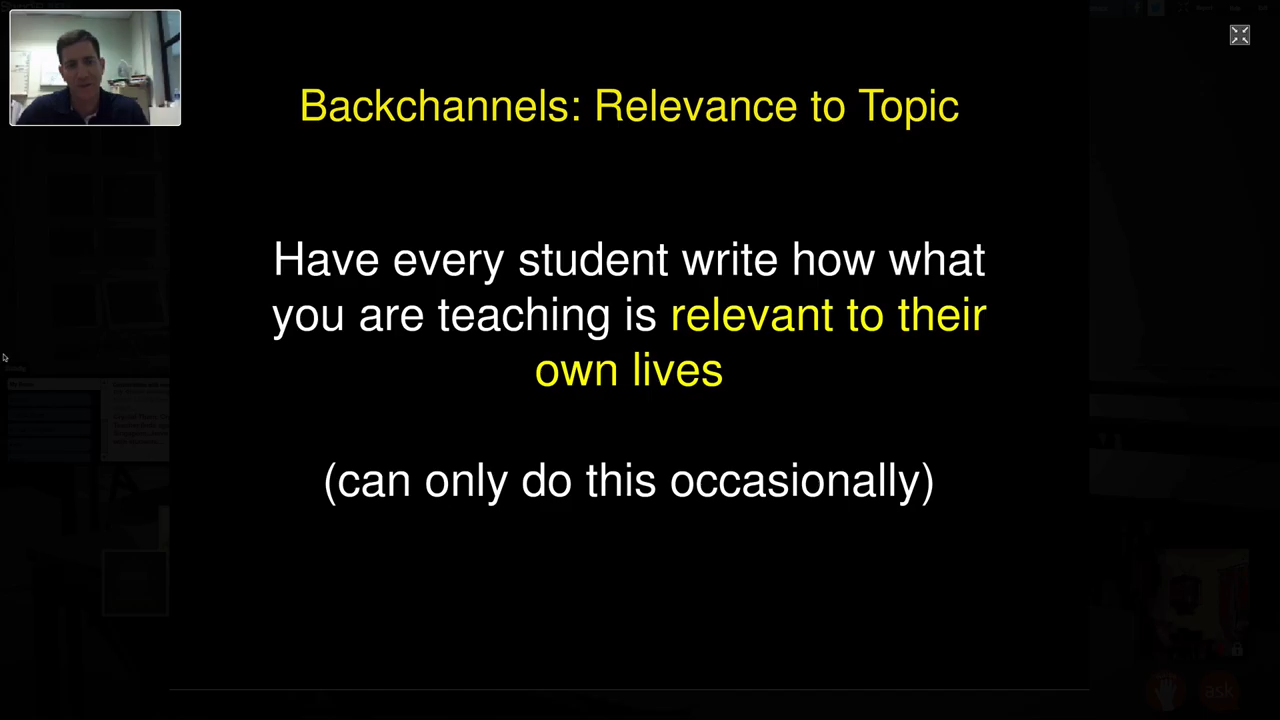 Backchannels: Relevance to Topic
Have every student write how what
you are teaching is relevant to their
own lives
(can only do this occasionally)
ask